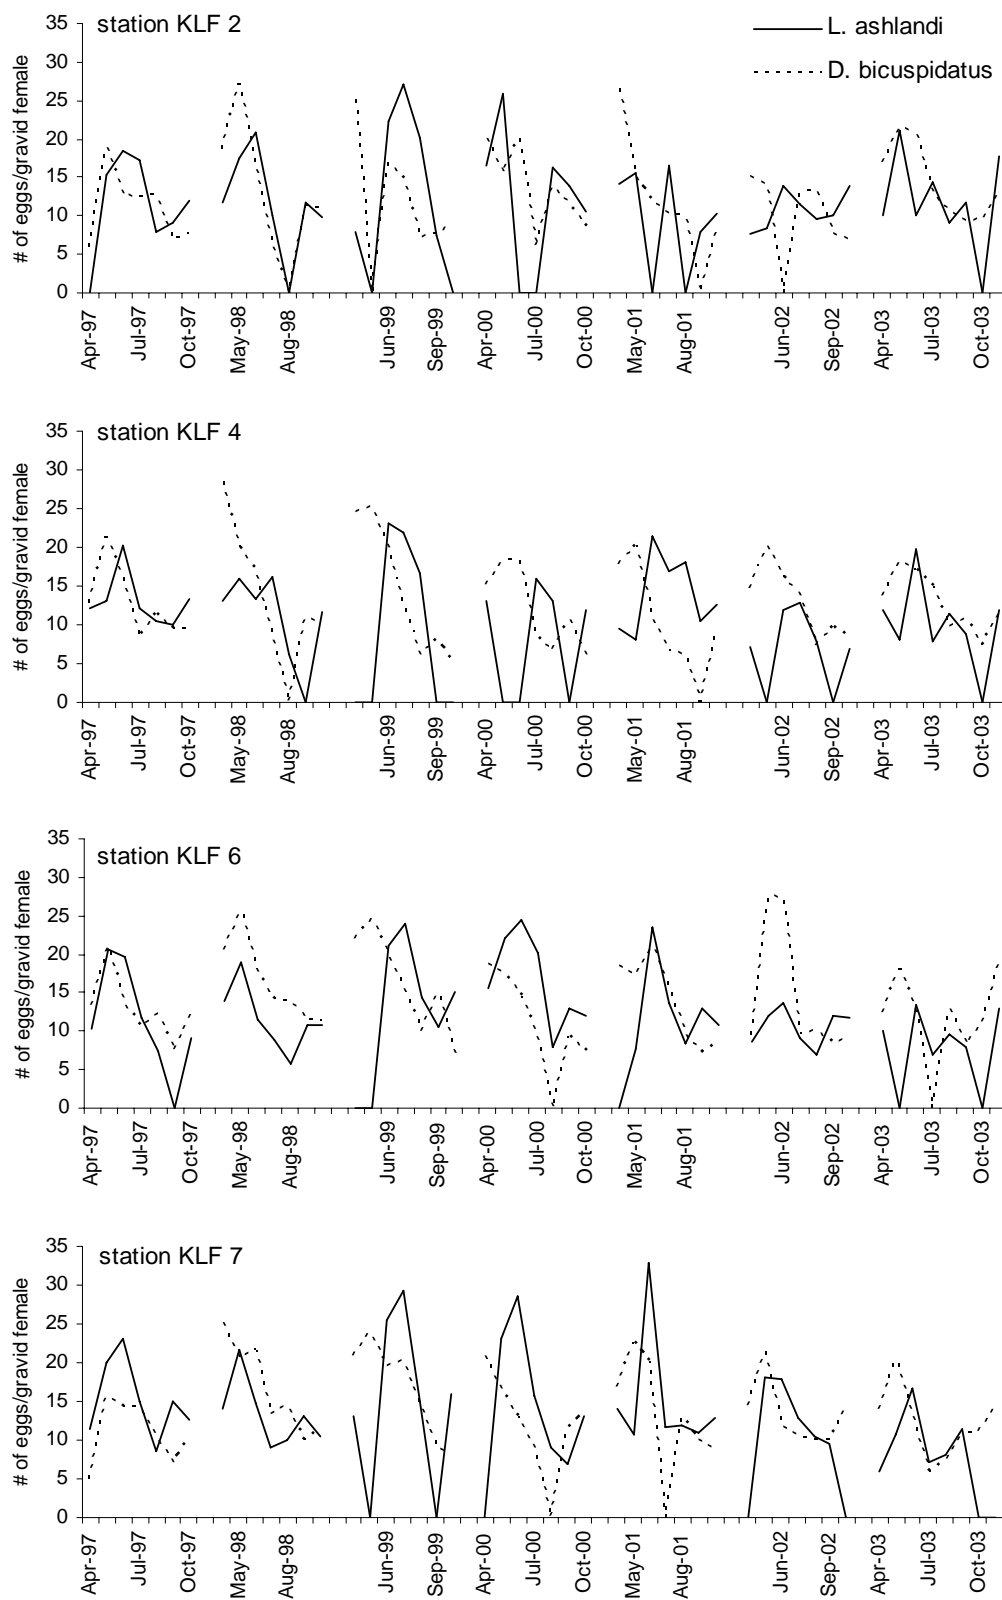 station KLF 2
L. ashlandi
D. bicuspidatus
# of eggs/gravid female
35
30
25
20
15
10
5
0
Apr-97 Jul-97 Oct-97 May-98 Aug-98 Jun-99 Sep-99 Apr-00 Jul-00 Oct-00 May-01 Aug-01 Jun-02 Sep-02 Apr-03 Jul-03 Oct-03
station KLF 4
# of eggs/gravid female
35
30
25
20
15
10
5
0
Apr-97 Jul-97 Oct-97 May-98 Aug-98 Jun-99 Sep-99 Apr-00 Jul-00 Oct-00 May-01 Aug-01 Jun-02 Sep-02 Apr-03 Jul-03 Oct-03
station KLF 6
# of eggs/gravid female
35
30
25
20
15
10
5
0
Apr-97 Jul-97 Oct-97 May-98 Aug-98 Jun-99 Sep-99 Apr-00 Jul-00 Oct-00 May-01 Aug-01 Jun-02 Sep-02 Apr-03 Jul-03 Oct-03
station KLF 7
# of eggs/gravid female
35
30
25
20
15
10
5
0
Apr-97 Jul-97 Oct-97 May-98 Aug-98 Jun-99 Sep-99 Apr-00 Jul-00 Oct-00 May-01 Aug-01 Jun-02 Sep-02 Apr-03 Jul-03 Oct-03